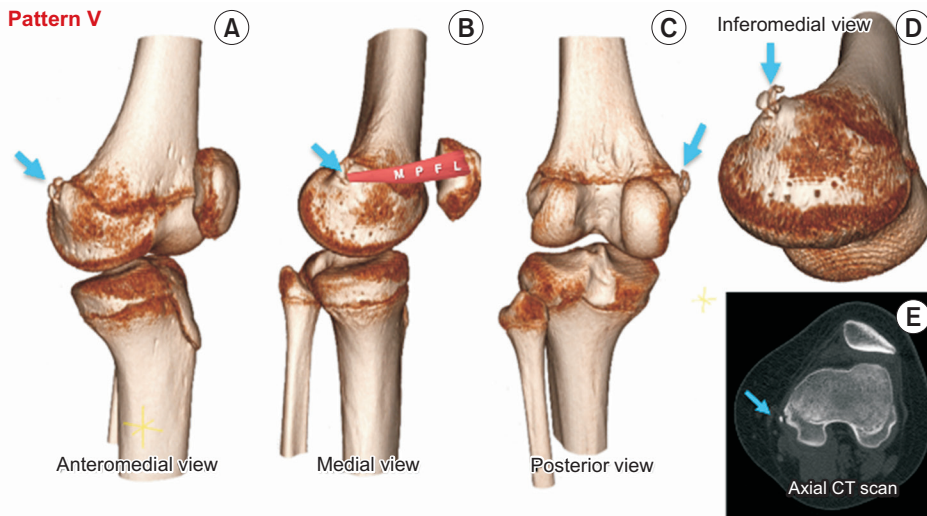 Pattern V
A
B
C
Inferomedial view
D
M P F L
E
Anteromedial view
Medial view
Posterior view
Axial CT scan